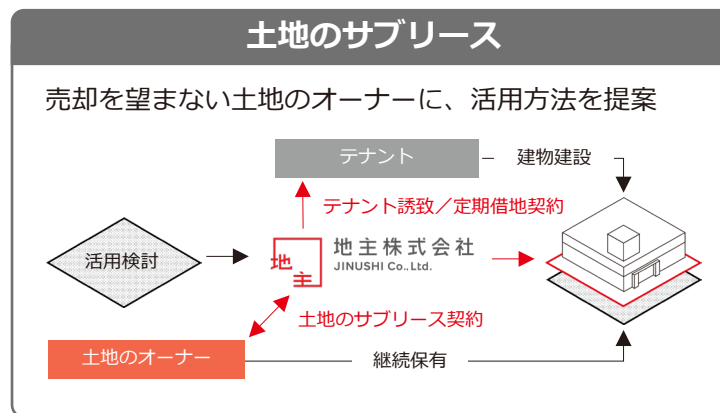 土地のサブリース
売却を望まない土地のオーナーに、活用方法を提案
テナント
建物建設
テナント誘致／定期借地契約
活用検討
地主
地主株式会社
JINUSHI Co., Ltd.
土地のサブリース契約
土地のオーナー
継続保有